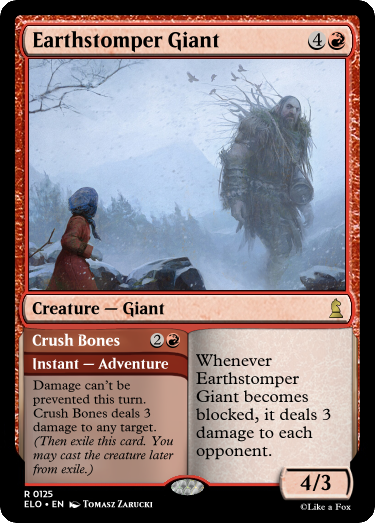 Earthstomper Giant 4
Creature — Giant
Crush Bones 2
Instant — Adventure
Damage can't be
prevented this turn.
Crush Bones deals 3
damage to any target.
(Then exile this card. You
may cast the creature later
from exile.)
Whenever
Earthstomper
Giant becomes
blocked, it deals 3
damage to each
opponent.
4/3
R 0125
ELO • EN Tomasz Zarucki
©Like a Fox